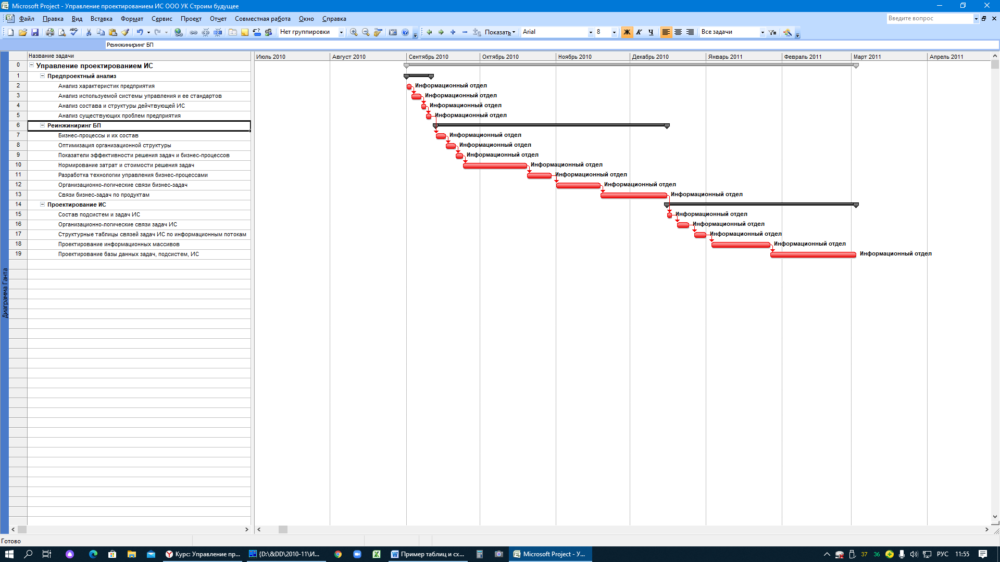 Microsoft Project - Управление проектированием ИС ООО УК Строим будущее
Файл Правка Вид Вставка Формат Сервис Проект Отчет Совместная работа Окно Справка Введите вопрос
Нет группировки Показать Arial 8 Ж К Ч Все задачи
Реинжиниринг БП
Название задачи Июль 2010 Август 2010 Сентябрь 2010 Октябрь 2010 Ноябрь 2010 Декабрь 2010 Январь 2011 Февраль 2011 Март 2011 Апрель 2011
0 Управление проектированием ИС
1 Предпроектный анализ
2 Анализ характеристик предприятия Информационный отдел
3 Анализ используемой системы управления и ее стандартов Информационный отдел
4 Анализ состава и структуры дейчтвующей ИС Информационный отдел
5 Анализ существующих проблем предприятия Информационный отдел
6 Реинжиниринг БП
7 Бизнес-процессы и их состав Информационный отдел
8 Оптимизация организационной структуры Информационный отдел
9 Показатели эффективности решения задач и бизнес-процессов Информационный отдел
10 Нормирование затрат и стоимости решения задач Информационный отдел
11 Разработка технологии управления бизнес-процессами Информационный отдел
12 Организационно-логические связи бизнес-задач Информационный отдел
13 Связи бизнес-задач по продуктам Информационный отдел
14 Проектирование ИС
15 Состав подсистем и задач ИС Информационный отдел
16 Организационно-логические связи задач ИС Информационный отдел
17 Структурные таблицы связей задач ИС по информационным потокам Информационный отдел
18 Проектирование информационных массивов Информационный отдел
19 Проектирование базы данных задач, подсистем, ИС Информационный отдел
Диаграмма Ганта
Готово
Курс: Управление пр... {D:\&DD\2010-11\И... Пример таблиц и сх... Microsoft Project - У... 37 36 РУС 11:55